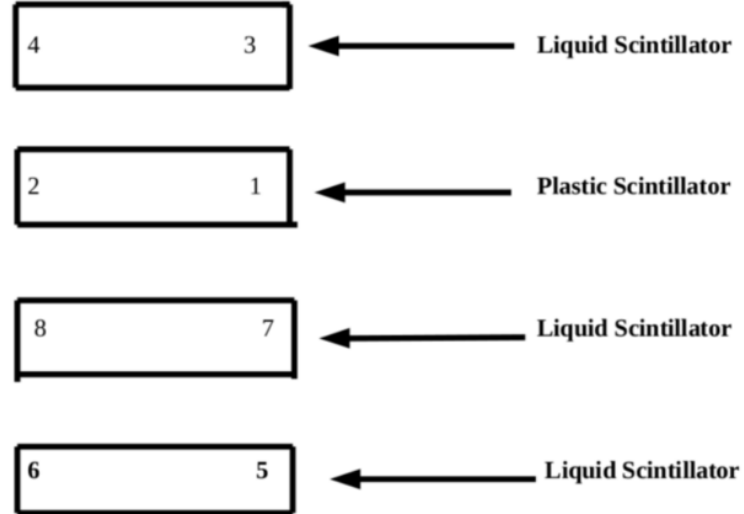 4 3 Liquid Scintillator
2 1 Plastic Scintillator
8 7 Liquid Scintillator
6 5 Liquid Scintillator